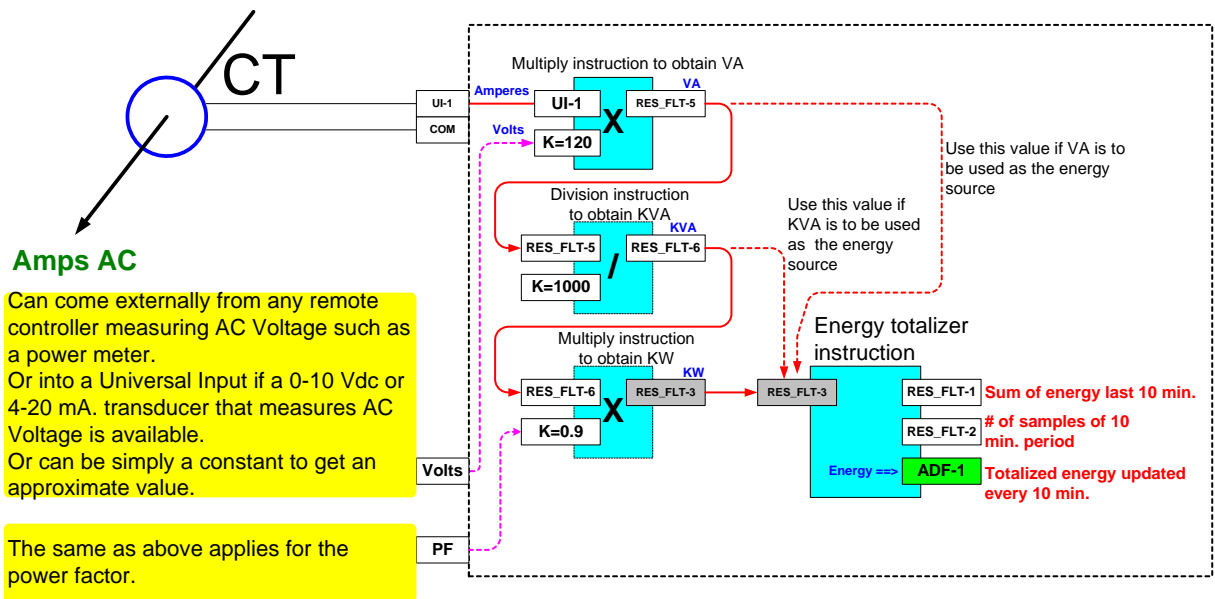 CT
Amps AC
Can come externally from any remote
controller measuring AC Voltage such as
a power meter.
Or into a Universal Input if a 0-10 Vdc or
4-20 mA. transducer that measures AC
Voltage is available.
Or can be simply a constant to get an
approximate value.
The same as above applies for the
power factor.
UI-1
COM
Volts
PF
Multiply instruction to obtain VA
Amperes
UI-1
VA
RES_FLT-5
Volts
K=120
X
Division instruction
to obtain KVA
RES_FLT-5
KVA
RES_FLT-6
K=1000
/
Multiply instruction
to obtain KW
RES_FLT-6
KW
RES_FLT-3
K=0.9
X
Use this value if
KVA is to be used
as the energy
source
Use this value if VA is to
be used as the energy
source
Energy totalizer
instruction
RES_FLT-3
RES_FLT-1
Sum of energy last 10 min.
RES_FLT-2
# of samples of 10
min. period
Energy ==>
ADF-1
Totalized energy updated
every 10 min.